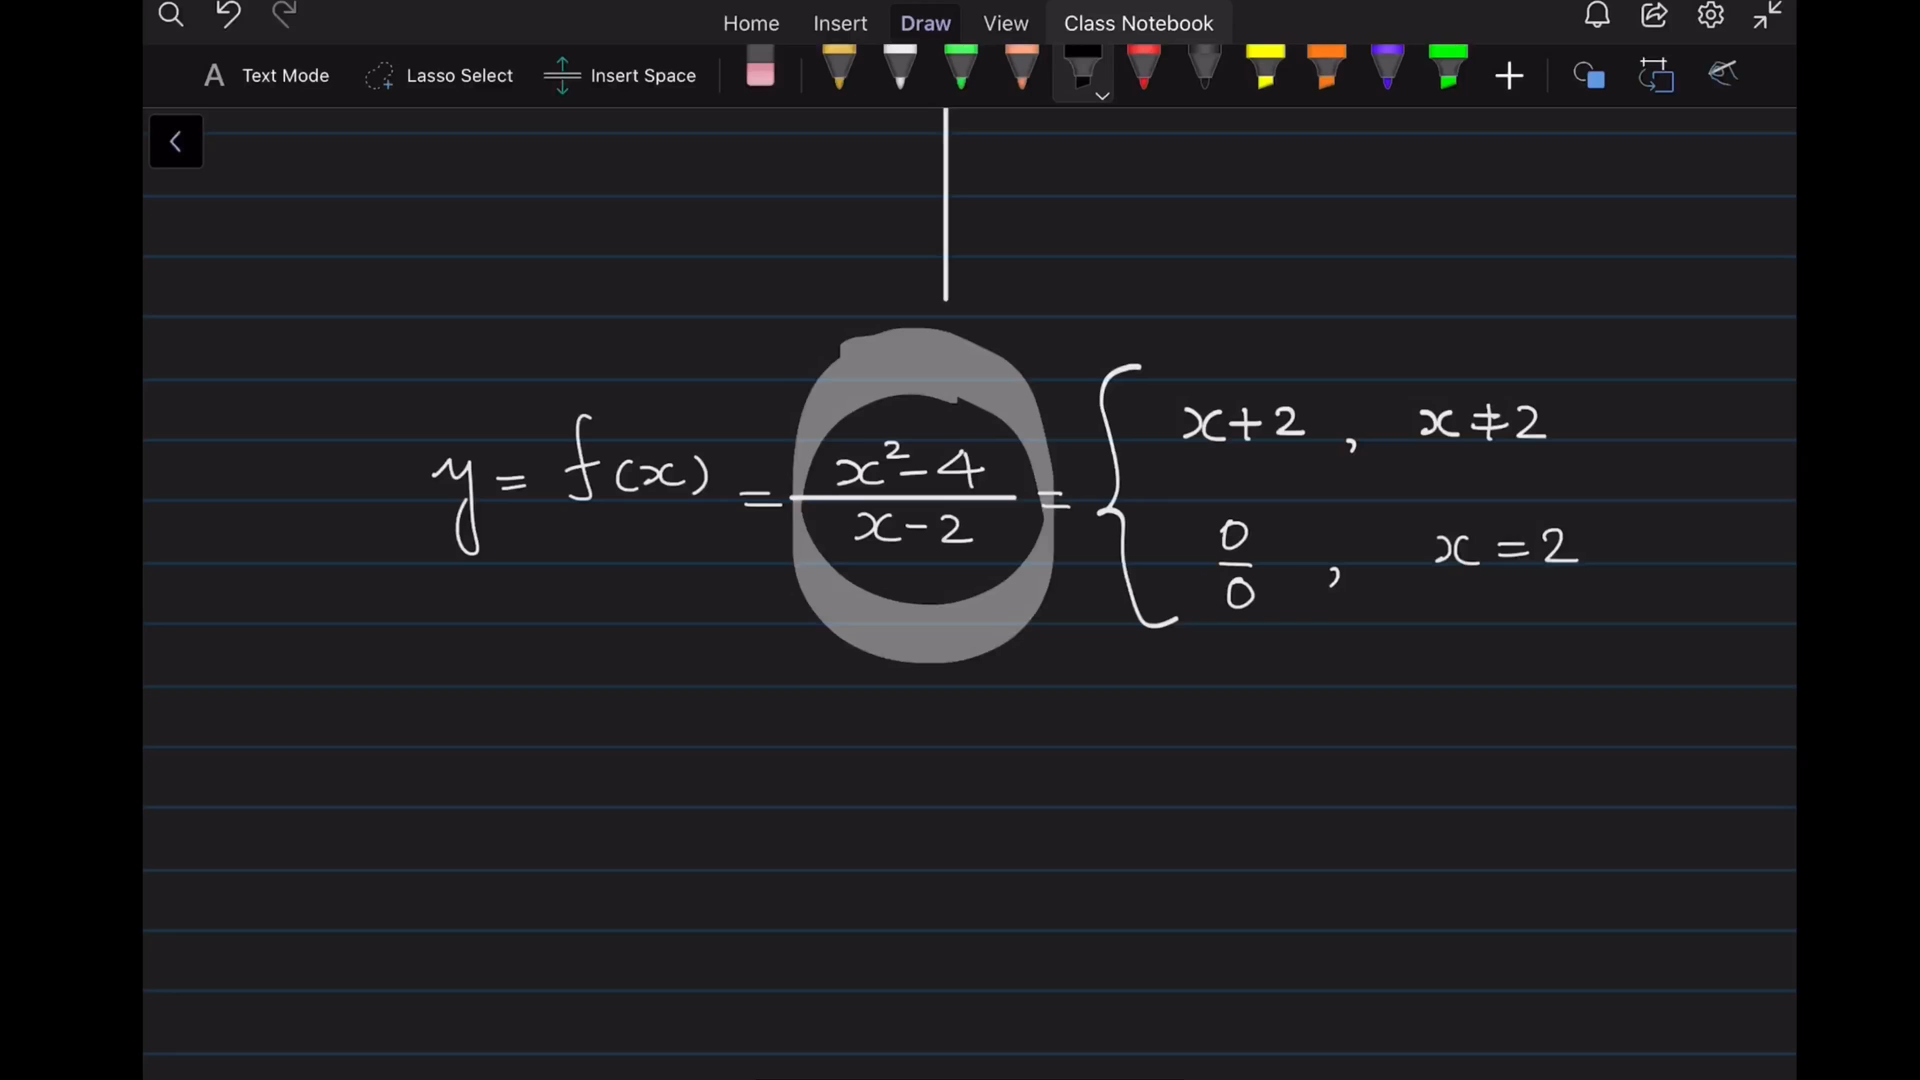 Home Insert Draw View Class Notebook
A Text Mode Lasso Select Insert Space
y = f(x) = x²-4 / x-2 = { x+2 , x≠2
0/0 , x=2